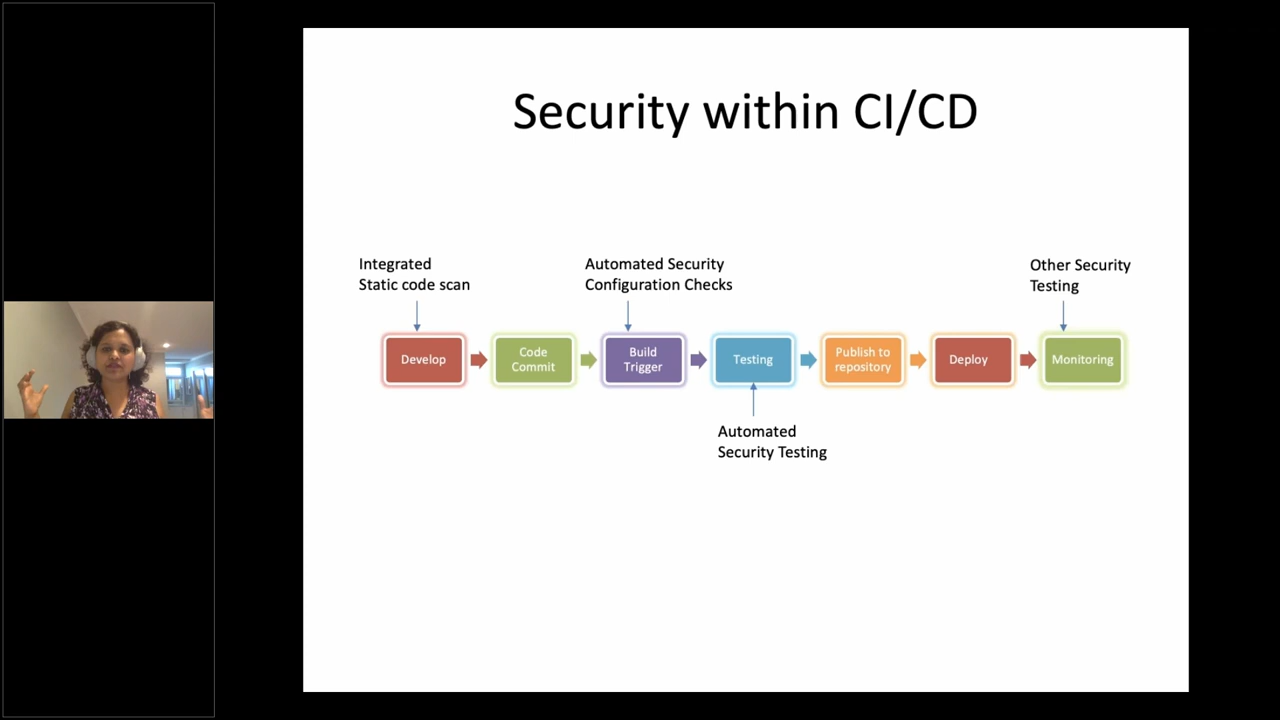 Security within CI/CD
Integrated
Static code scan
Automated Security
Configuration Checks
Other Security
Testing
Develop
Code
Commit
Build
Trigger
Testing
Publish to
repository
Deploy
Monitoring
Automated
Security Testing